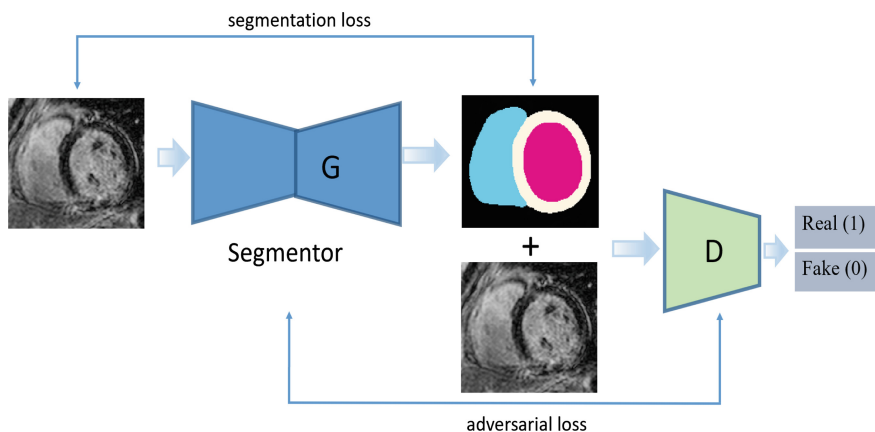 segmentation loss
G
Segmentor
+
D
Real (1)
Fake (0)
adversarial loss